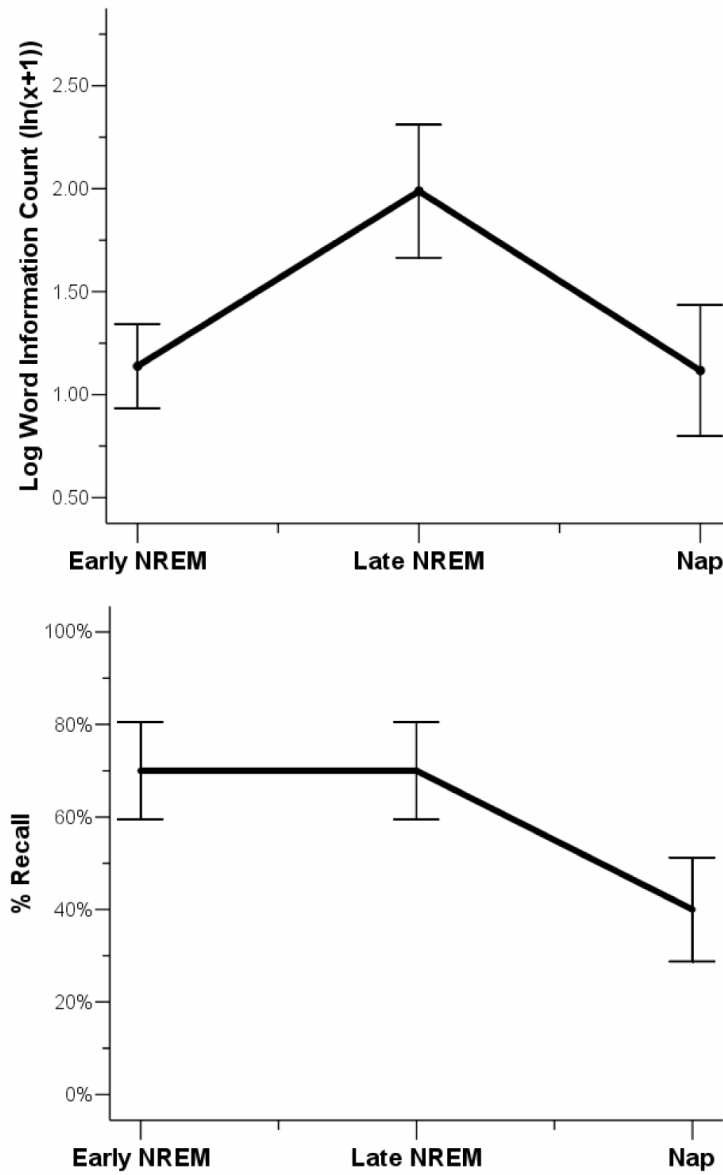 Log Word Information Count (ln(x+1))
2.50
2.00
1.50
1.00
0.50
Early NREM Late NREM Nap
% Recall
100%
80%
60%
40%
20%
0%
Early NREM Late NREM Nap